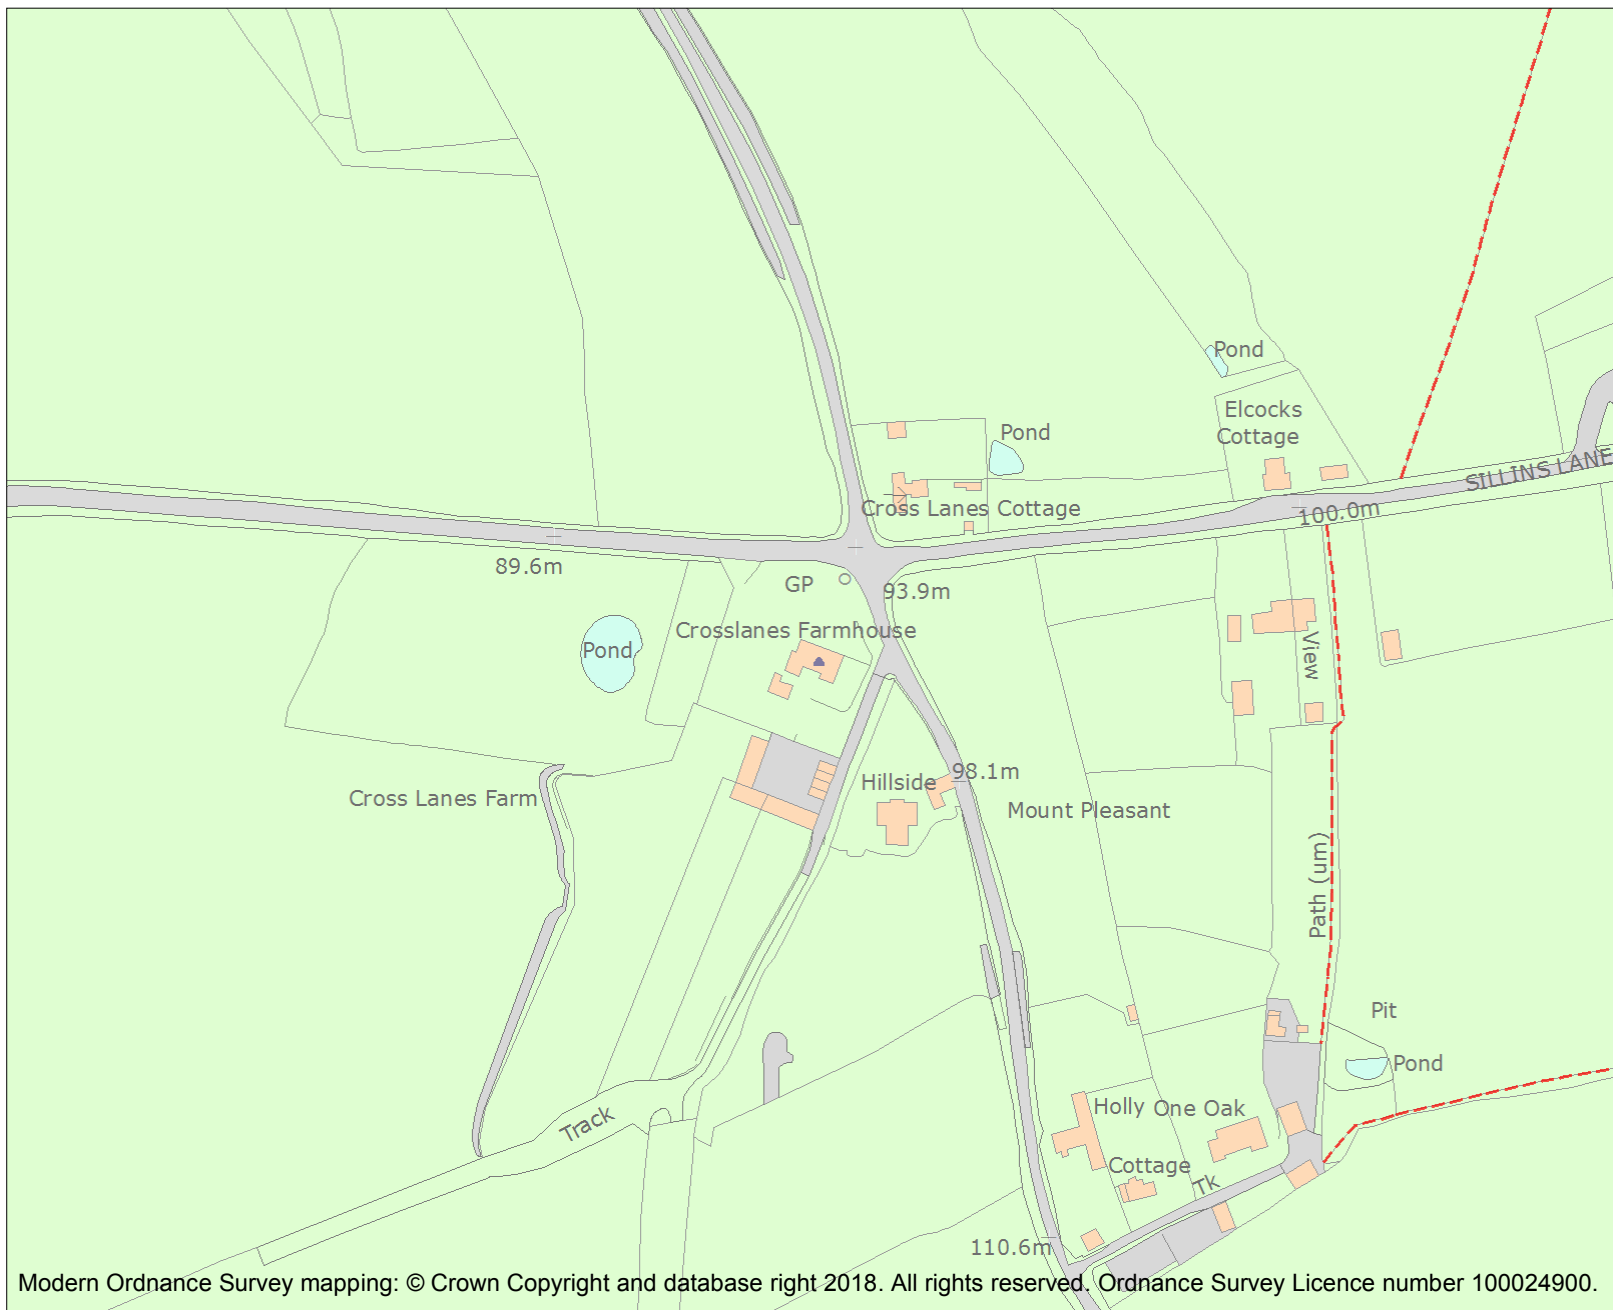 Pond
Elcocks
Cottage
Pond
SILLINS LANE
Cross Lanes Cottage
100.0m
89.6m
GP
93.9m
Crosslanes Farmhouse
Pond
View
98.1m
Hillside
Cross Lanes Farm
Mount Pleasant
Path (um)
Pit
Pond
Holly
One Oak
Track
Cottage
Tk
110.6m
Modern Ordnance Survey mapping: © Crown Copyright and database right 2018. All rights reserved. Ordnance Survey Licence number 100024900.